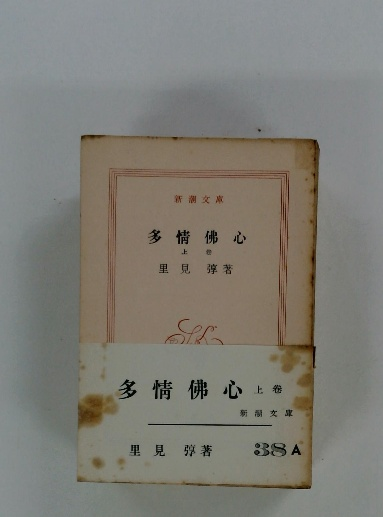 新潮文庫
多情佛心
上巻
里見弴著
多情佛心 上巻
新潮文庫
里見弴著 38A